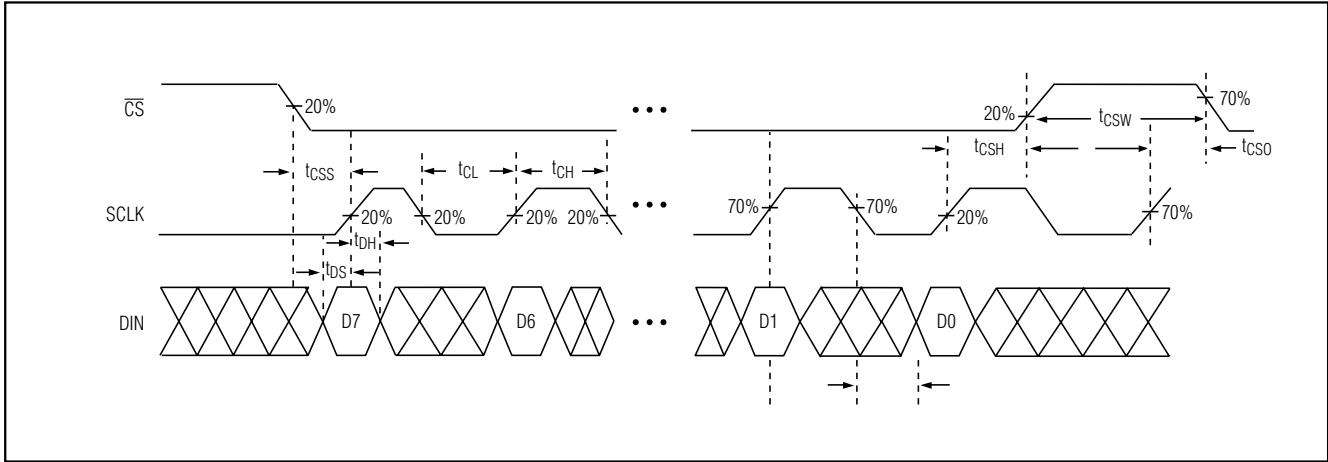 CS
20%
•••
20%
70%
tCSW
tCSH
tCSO
tCSS
tCL
tCH
SCLK
20%
20%
20%
20%
•••
70%
70%
20%
70%
tDH
tDS
DIN
D7
D6
•••
D1
D0